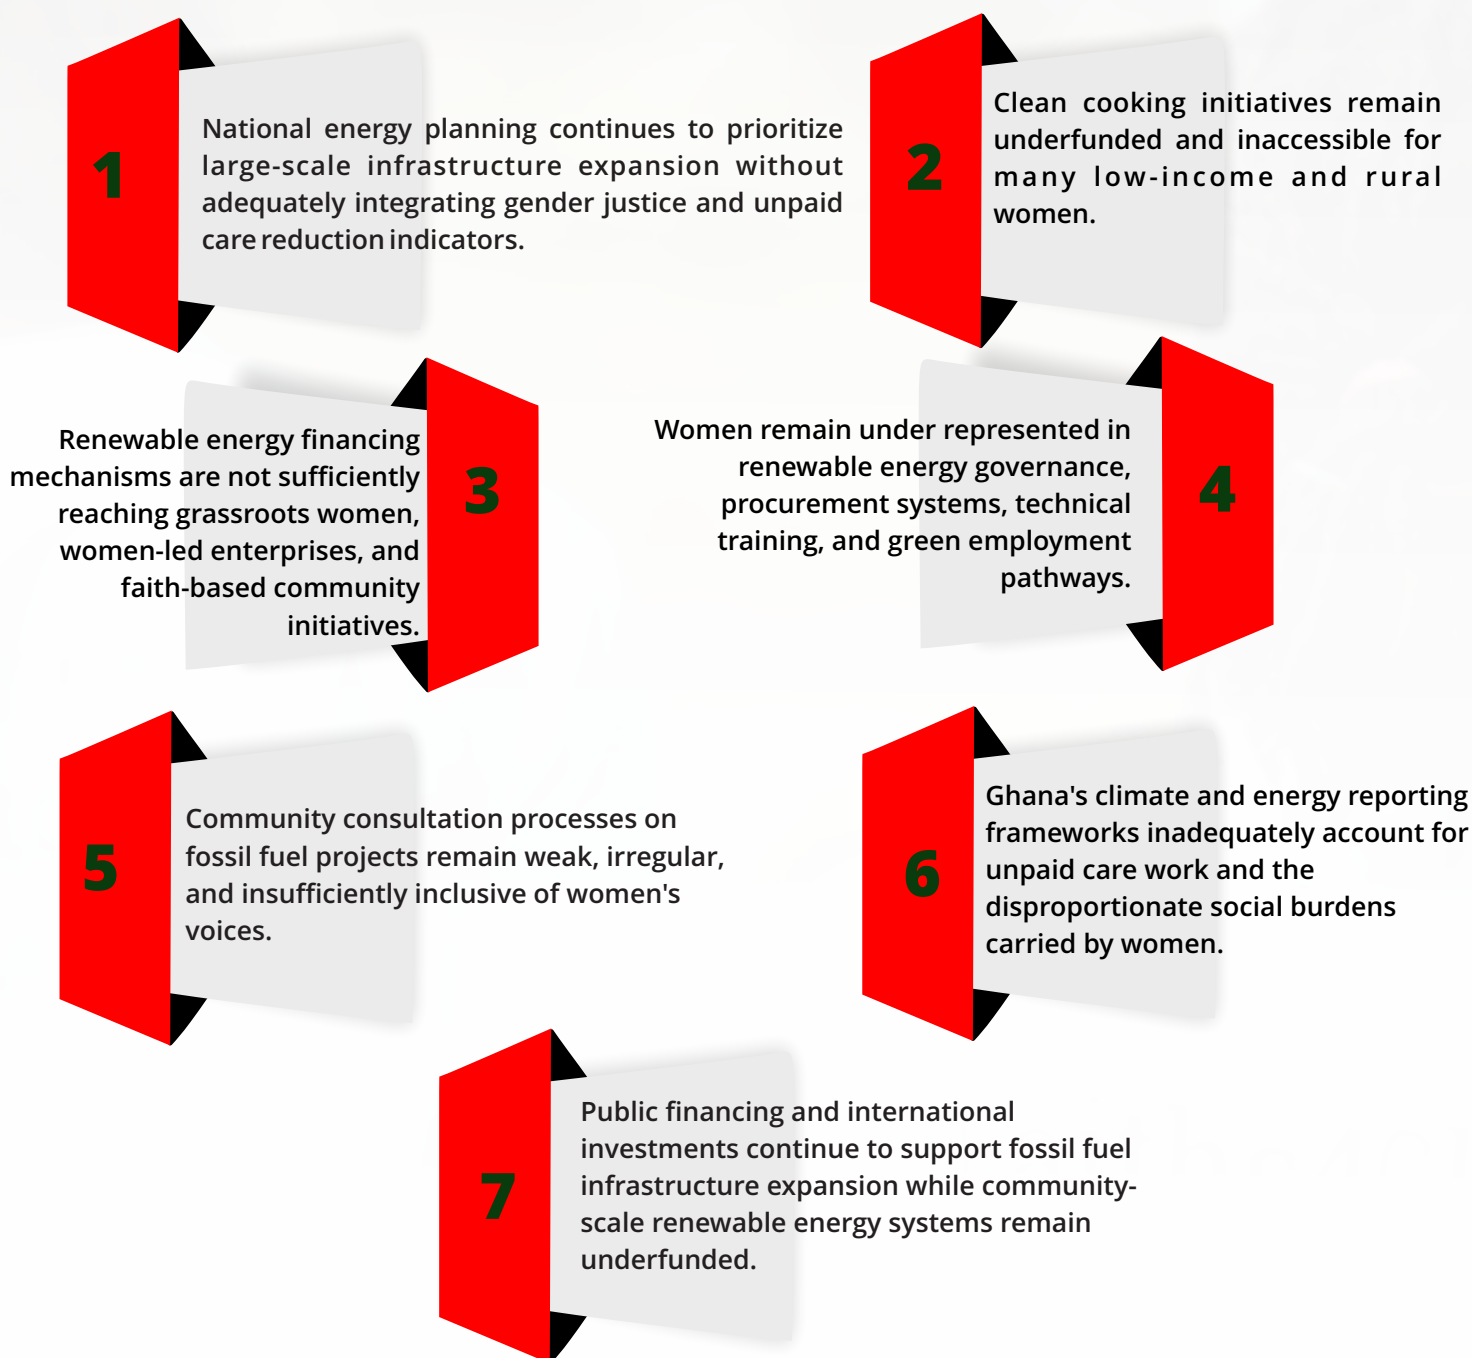 1
National energy planning continues to prioritize
large-scale infrastructure expansion without
adequately integrating gender justice and unpaid
care reduction indicators.
2
Clean cooking initiatives remain
underfunded and inaccessible for
many low-income and rural
women.
3
Renewable energy financing
mechanisms are not sufficiently
reaching grassroots women,
women-led enterprises, and
faith-based community
initiatives.
4
Women remain under represented in
renewable energy governance,
procurement systems, technical
training, and green employment
pathways.
5
Community consultation processes on
fossil fuel projects remain weak, irregular,
and insufficiently inclusive of women's
voices.
6
Ghana's climate and energy reporting
frameworks inadequately account for
unpaid care work and the
disproportionate social burdens
carried by women.
7
Public financing and international
investments continue to support fossil fuel
infrastructure expansion while community-
scale renewable energy systems remain
underfunded.